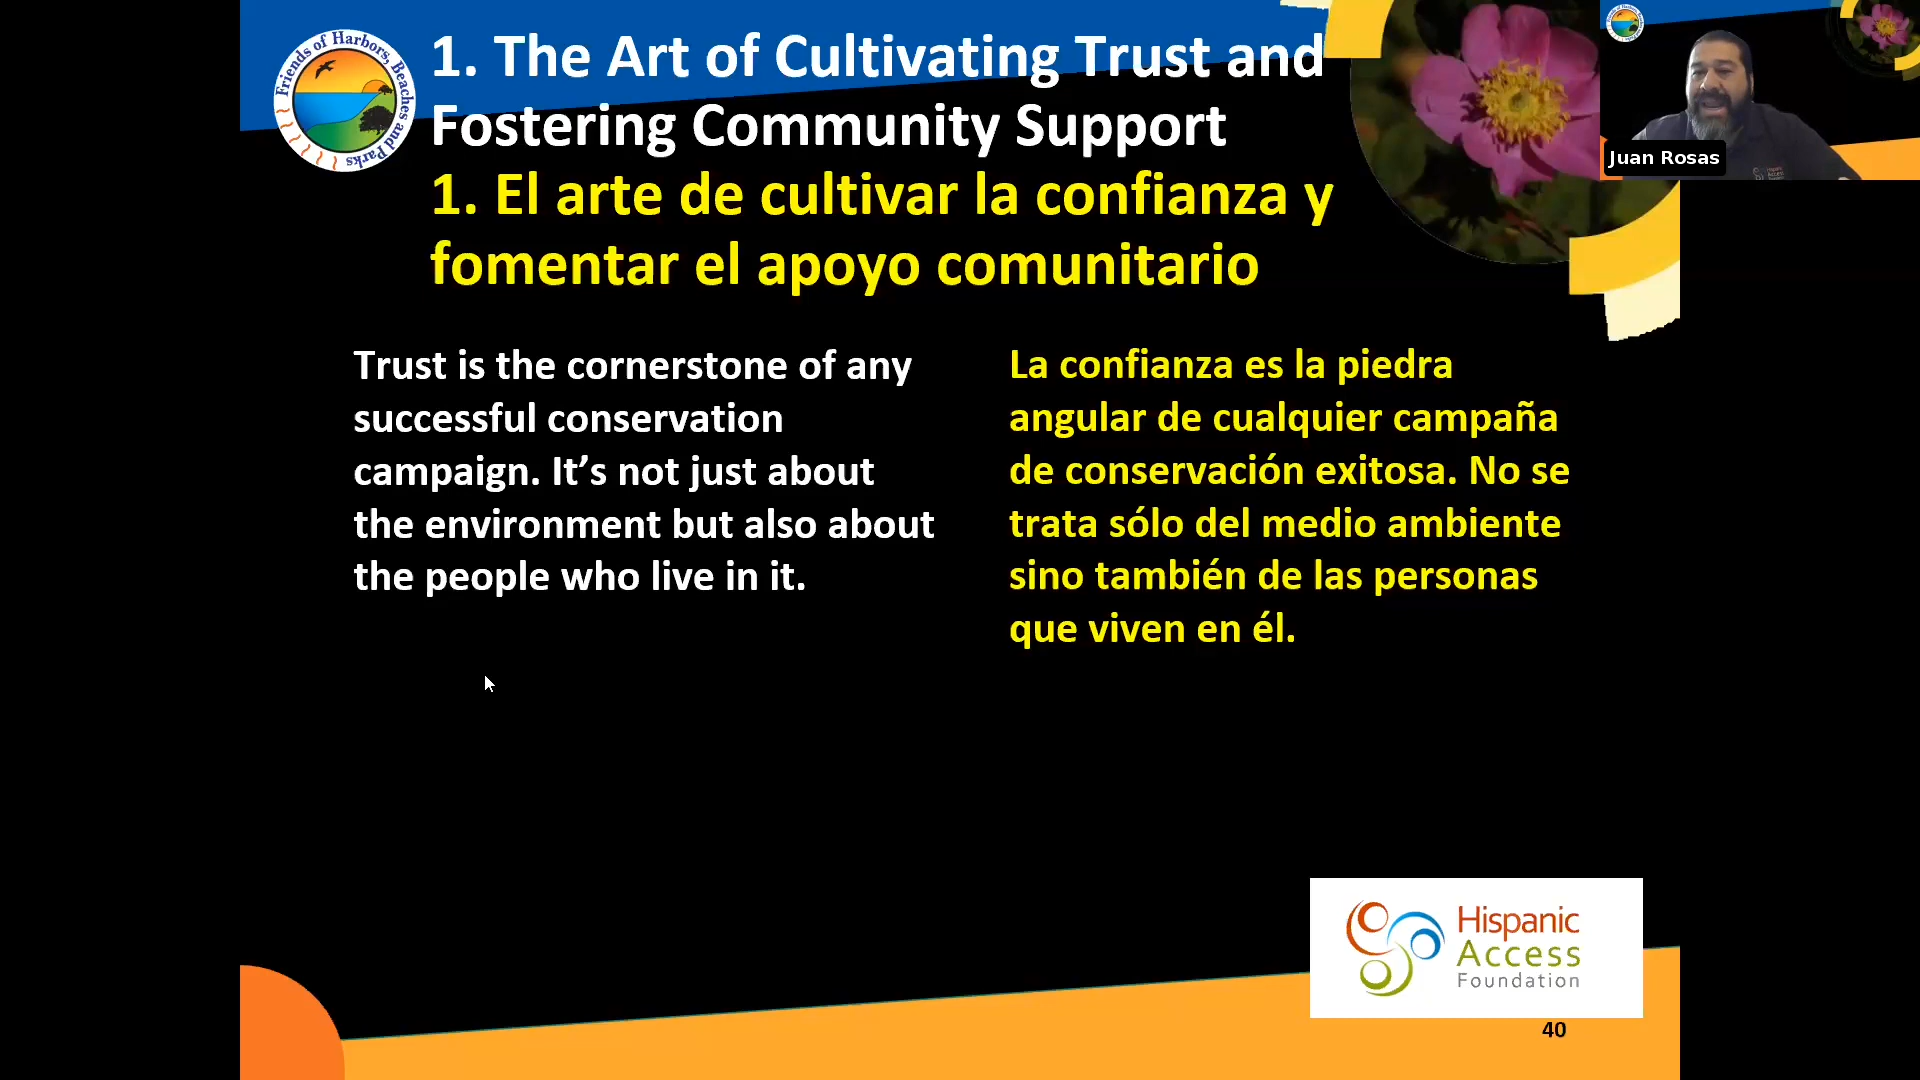 Friends of Harbors, Beaches and Parks
1. The Art of Cultivating Trust and
Fostering Community Support
1. El arte de cultivar la confianza y
fomentar el apoyo comunitario
Juan Rosas
Trust is the cornerstone of any
successful conservation
campaign. It’s not just about
the environment but also about
the people who live in it.
La confianza es la piedra
angular de cualquier campaña
de conservación exitosa. No se
trata sólo del medio ambiente
sino también de las personas
que viven en él.
Hispanic
Access
Foundation
40